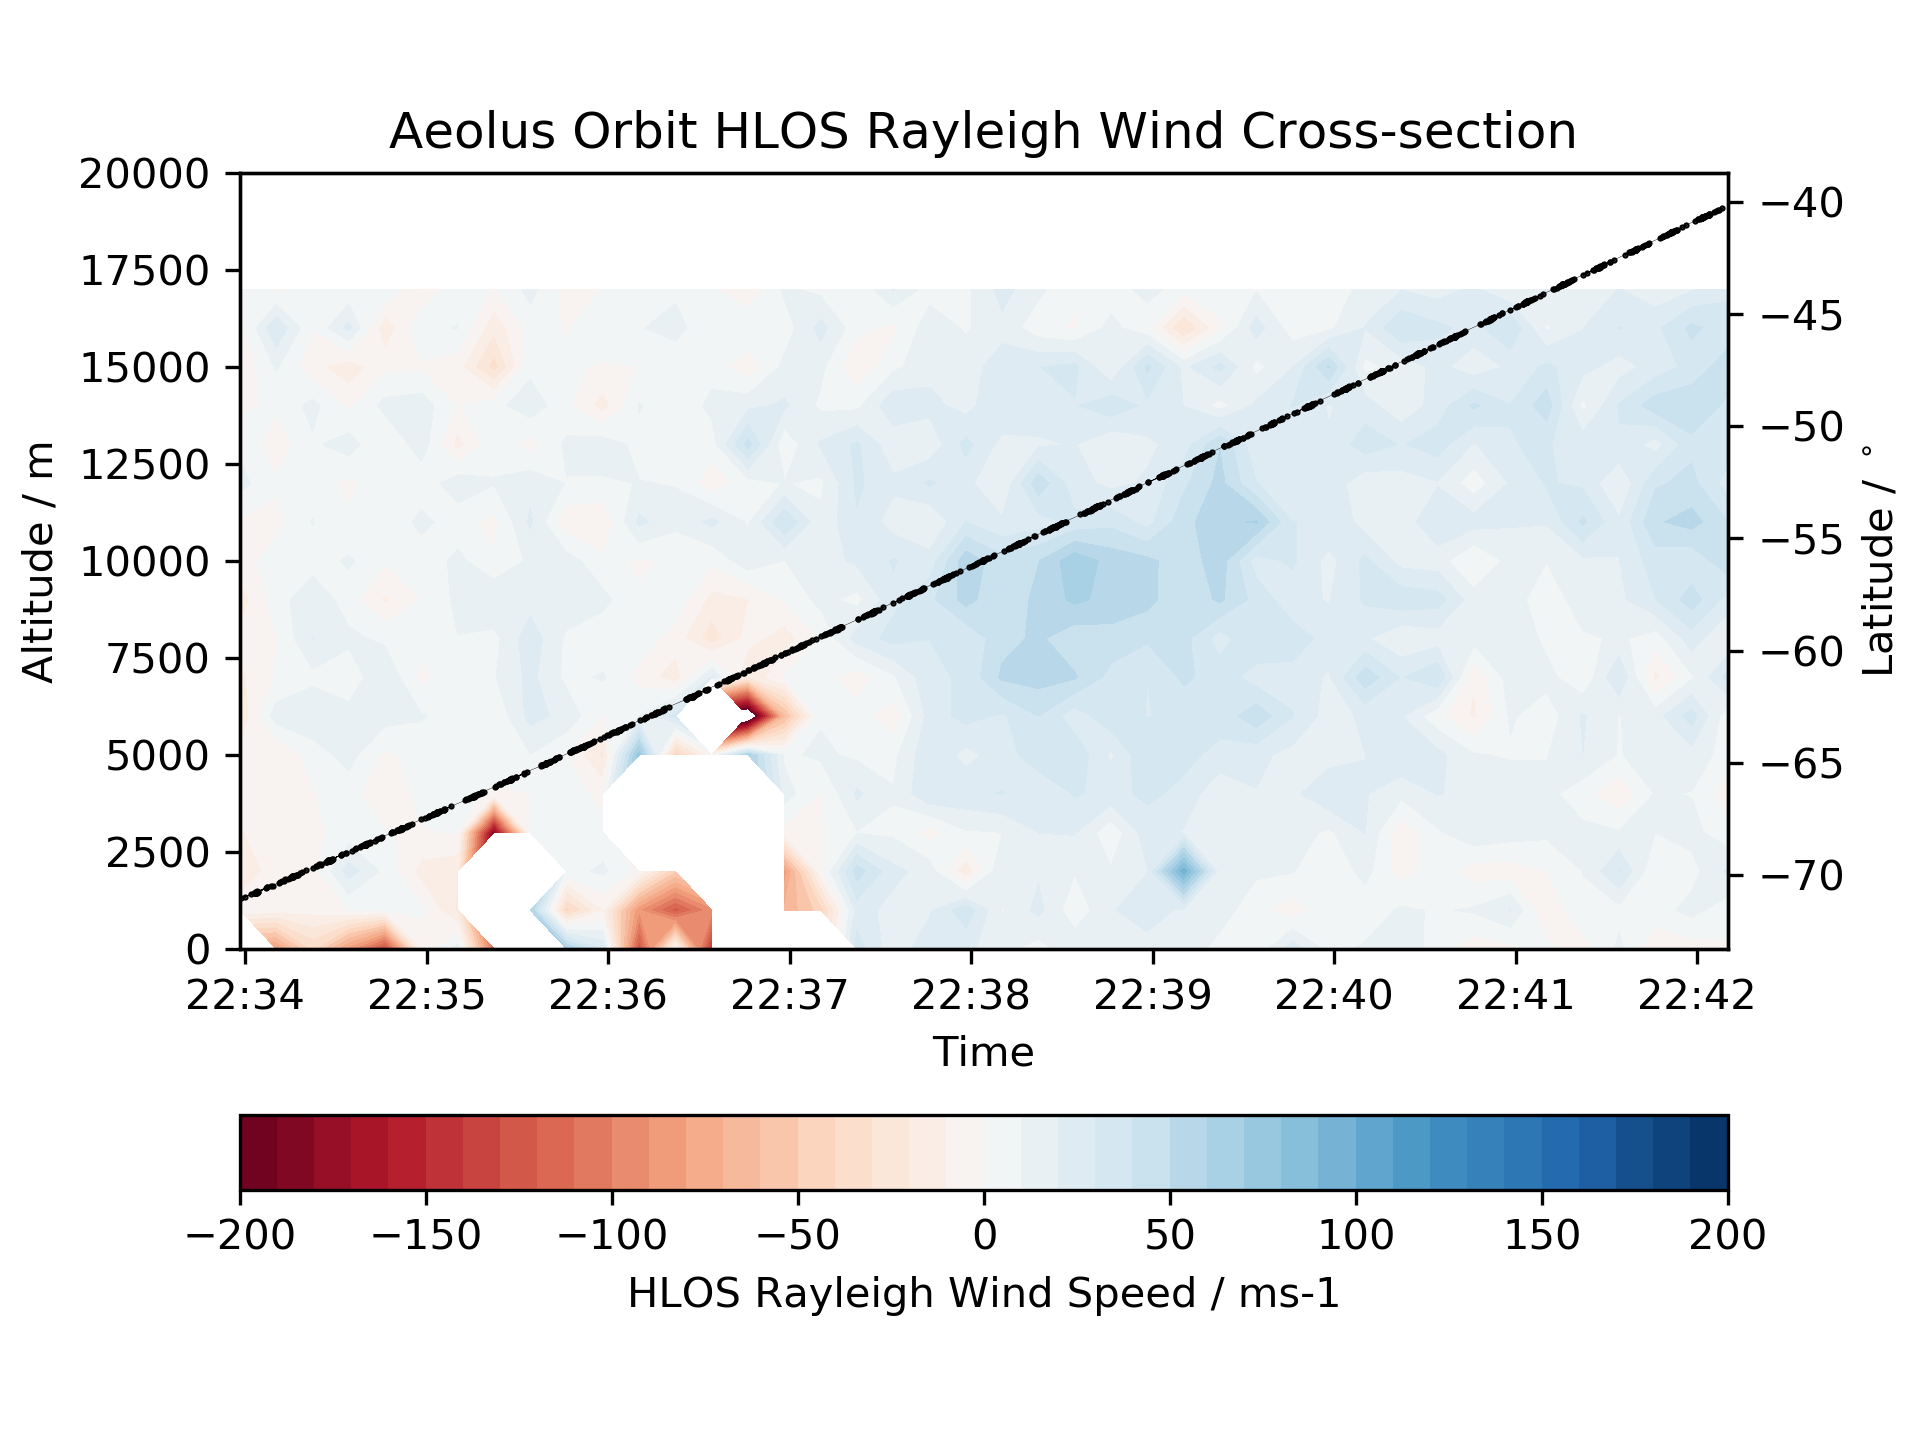 Aeolus Orbit HLOS Rayleigh Wind Cross-section
20000
17500
15000
12500
10000
7500
5000
2500
0
Altitude / m
−40
−45
−50
−55
−60
−65
−70
Latitude / °
22:34 22:35 22:36 22:37 22:38 22:39 22:40 22:41 22:42
Time
−200 −150 −100 −50 0 50 100 150 200
HLOS Rayleigh Wind Speed / ms-1